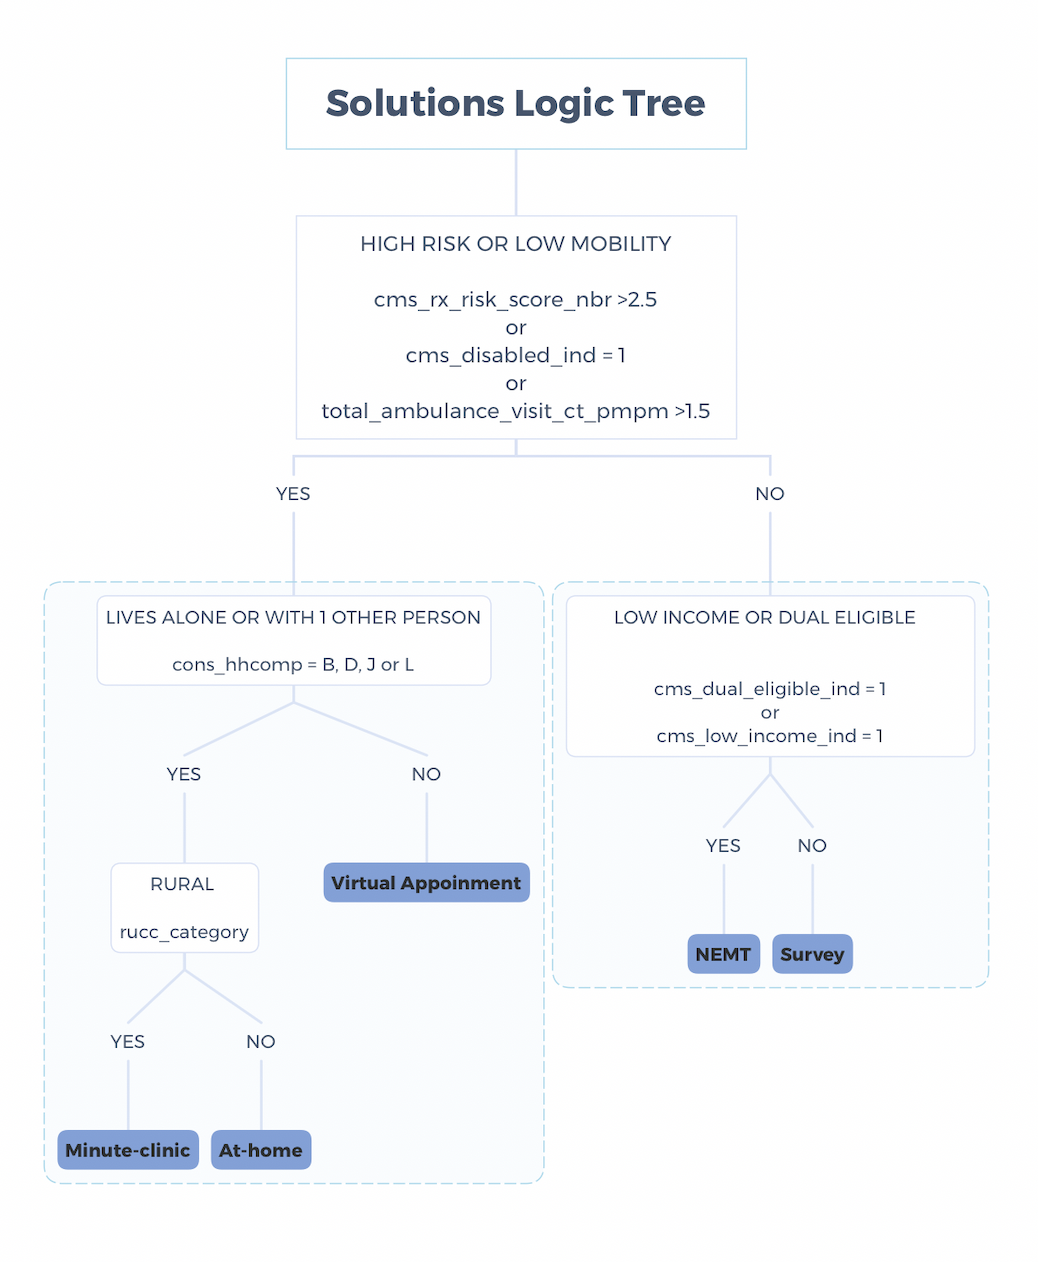 Solutions Logic Tree
HIGH RISK OR LOW MOBILITY
cms_rx_risk_score_nbr >2.5
or
cms_disabled_ind = 1
or
total_ambulance_visit_ct_pmpm >1.5
YES
NO
LIVES ALONE OR WITH 1 OTHER PERSON
cons_hhcomp = B, D, J or L
LOW INCOME OR DUAL ELIGIBLE
cms_dual_eligible_ind = 1
or
cms_low_income_ind = 1
YES
NO
YES
NO
RURAL
rucc_category
Virtual Appoinment
NEMT
Survey
YES
NO
Minute-clinic
At-home